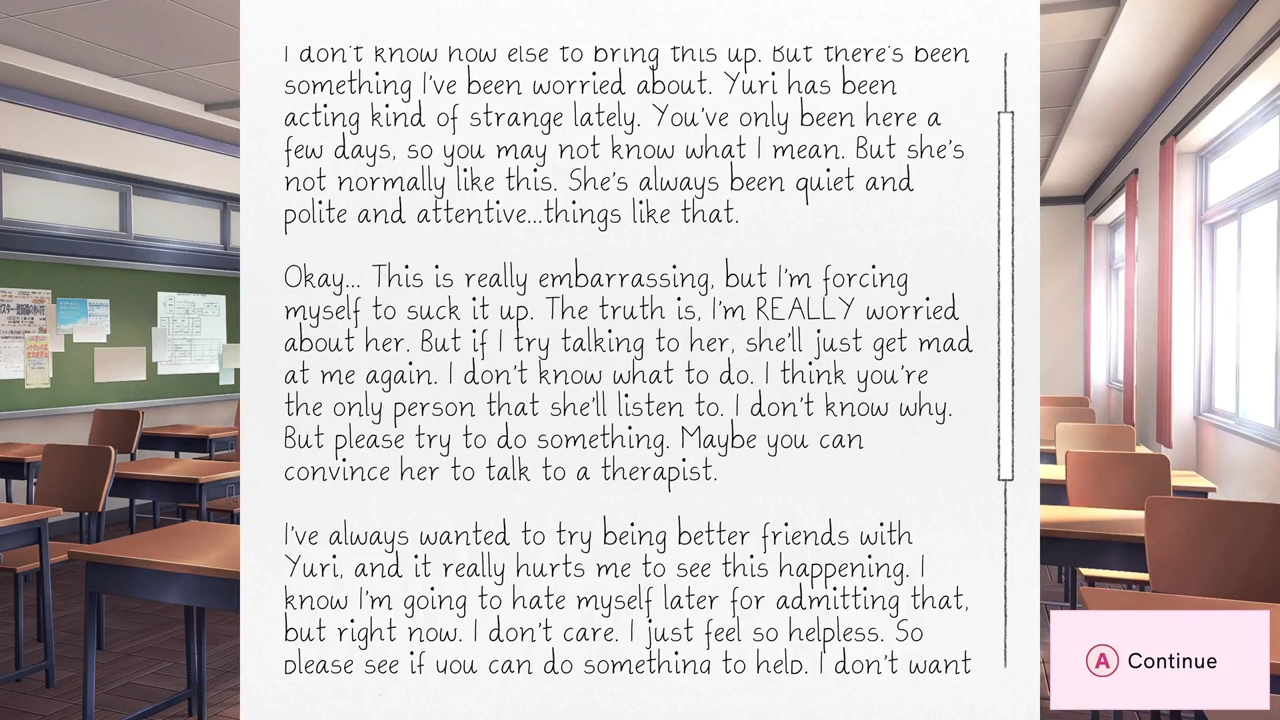 I don't know how else to bring this up. But there's been
something I've been worried about. Yuri has been
acting kind of strange lately. You've only been here a
few days, so you may not know what I mean. But she's
not normally like this. She's always been quiet and
polite and attentive...things like that.
Okay... This is really embarrassing, but I'm forcing
myself to suck it up. The truth is, I'm REALLY worried
about her. But if I try talking to her, she'll just get mad
at me again. I don't know what to do. I think you're
the only person that she'll listen to. I don't know why.
But please try to do something. Maybe you can
convince her to talk to a therapist.
I've always wanted to try being better friends with
Yuri, and it really hurts me to see this happening. I
know I'm going to hate myself later for admitting that,
but right now. I don't care. I just feel so helpless. So
please see if you can do something to help. I don't want
A Continue